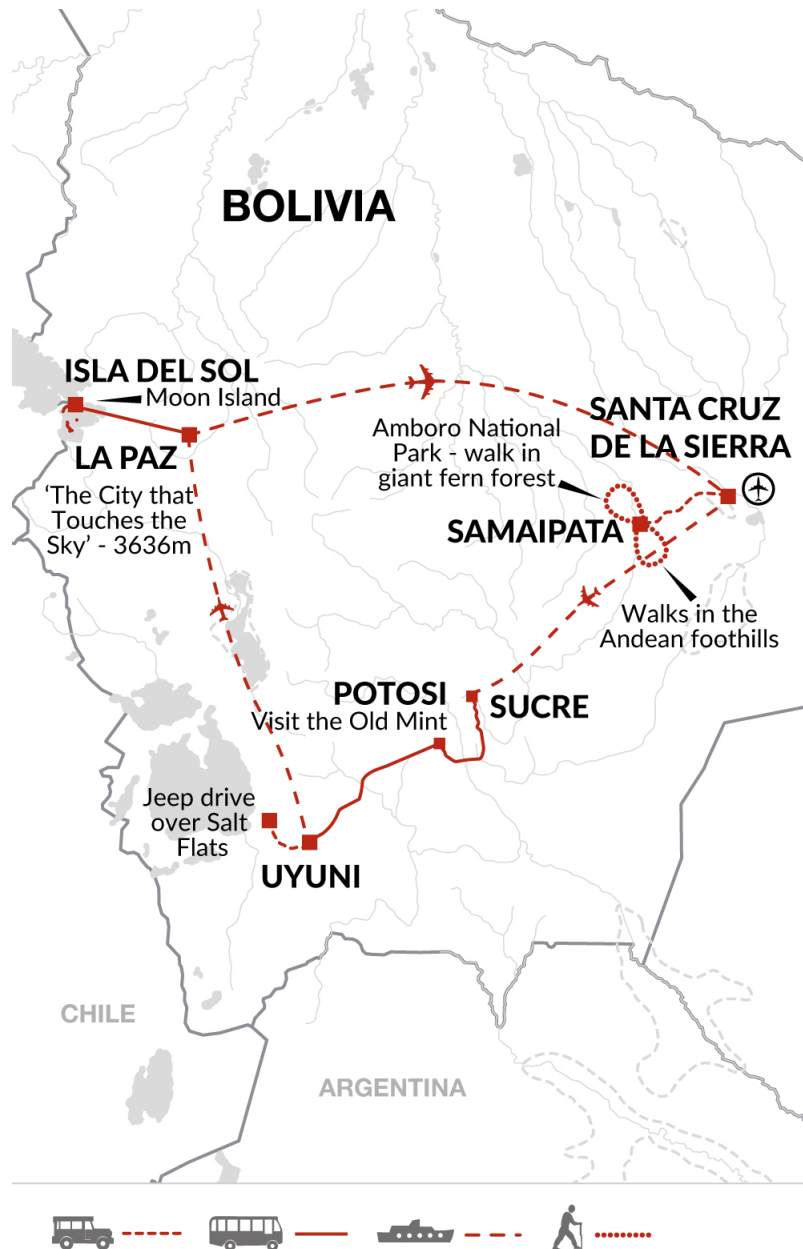 BOLIVIA
ISLA DEL SOL
Moon Island
LA PAZ
‘The City that
Touches the
Sky’ - 3636m
Amboro National
Park - walk in
giant fern forest
SANTA CRUZ
DE LA SIERRA
SAMAIPATA
Walks in the
Andean foothills
POTOSI
Visit the Old Mint
SUCRE
Jeep drive
over Salt
Flats
UYUNI
CHILE
ARGENTINA